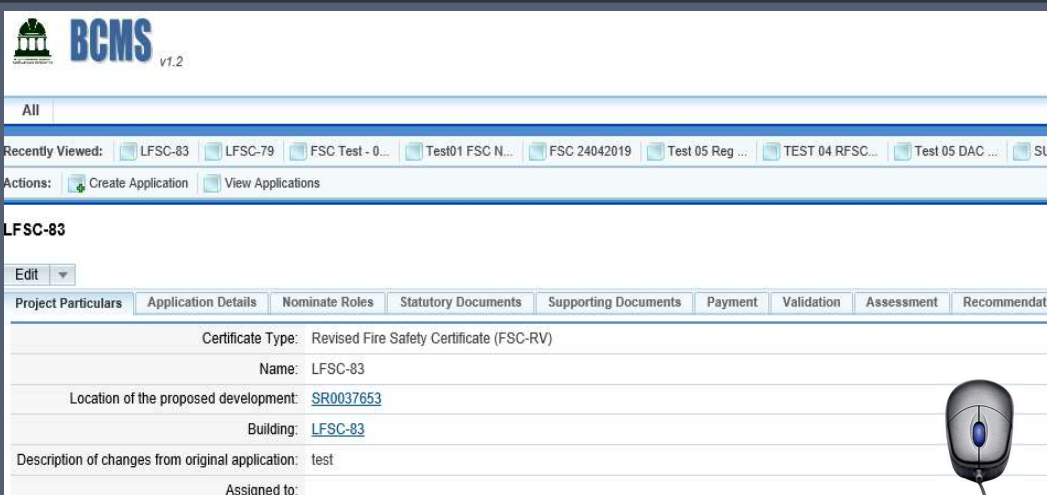 BCMS v1.2
All
Recently Viewed: LFSC-83 LFSC-79 FSC Test - 0... Test01 FSC N... FSC 24042019 Test 05 Reg ... TEST 04 RFSC... Test 05 DAC ... SU
Actions: Create Application View Applications
LFSC-83
Edit
Project Particulars Application Details Nominate Roles Statutory Documents Supporting Documents Payment Validation Assessment Recommendat
Certificate Type: Revised Fire Safety Certificate (FSC-RV)
Name: LFSC-83
Location of the proposed development: SR0037653
Building: LFSC-83
Description of changes from original application: test
Assigned to: